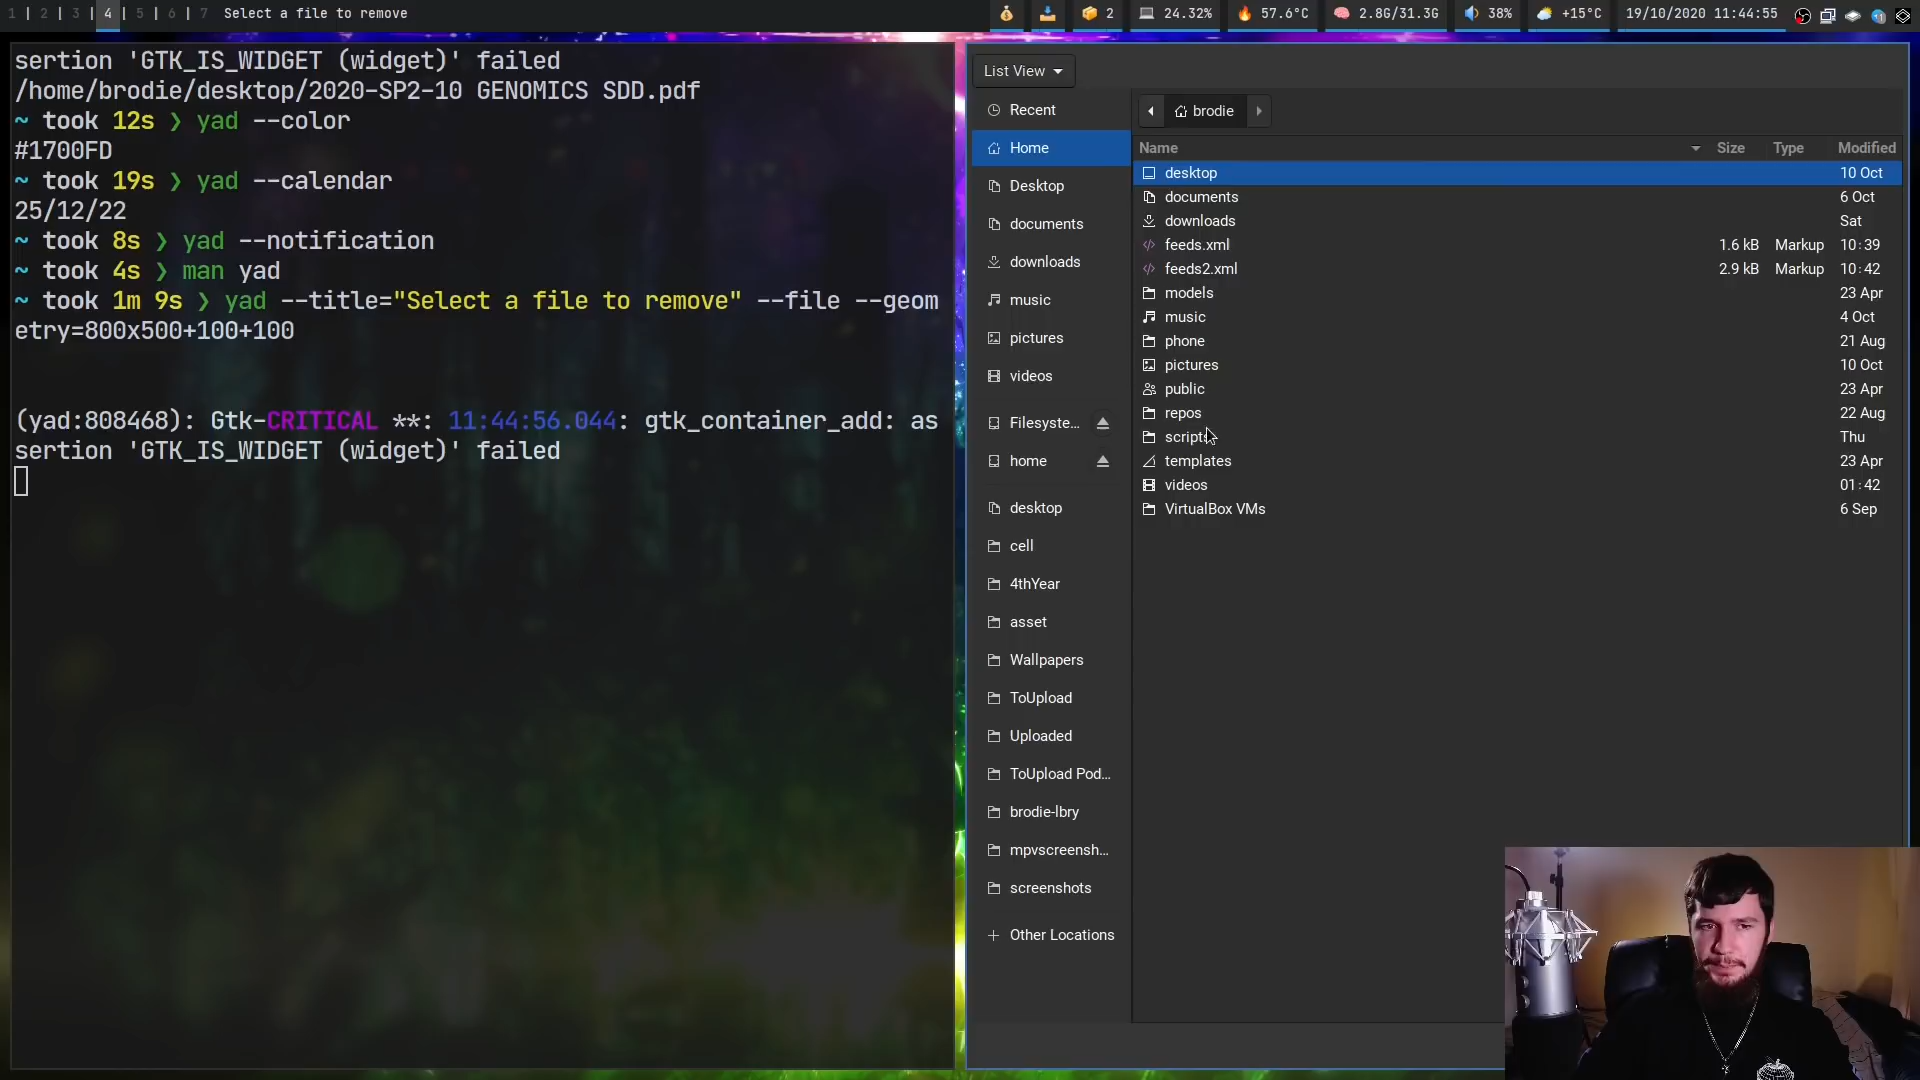 1 | 2 | 3 | 4 | 5 | 6 | 7 Select a file to remove 2 24.32% 57.6°C 2.8G/31.3G 38% +15°C 19/10/2020 11:44:55
sertion 'GTK_IS_WIDGET (widget)' failed
/home/brodie/desktop/2020-SP2-10 GENOMICS SDD.pdf
~ took 12s ❯ yad --color
#1700FD
~ took 19s ❯ yad --calendar
25/12/22
~ took 8s ❯ yad --notification
~ took 4s ❯ man yad
~ took 1m 9s ❯ yad --title="Select a file to remove" --file --geom
etry=800x500+100+100
(yad:808468): Gtk-CRITICAL **: 11:44:56.044: gtk_container_add: as
sertion 'GTK_IS_WIDGET (widget)' failed
List View
Recent
Home
Desktop
documents
downloads
music
pictures
videos
Filesyste...
home
desktop
cell
4thYear
asset
Wallpapers
ToUpload
Uploaded
ToUpload Pod...
brodie-lbry
mpvscreensh...
screenshots
Other Locations
brodie
Name Size Type Modified
desktop 10 Oct
documents 6 Oct
downloads Sat
feeds.xml 1.6 kB Markup 10:39
feeds2.xml 2.9 kB Markup 10:42
models 23 Apr
music 4 Oct
phone 21 Aug
pictures 10 Oct
public 23 Apr
repos 22 Aug
scripts Thu
templates 23 Apr
videos 01:42
VirtualBox VMs 6 Sep